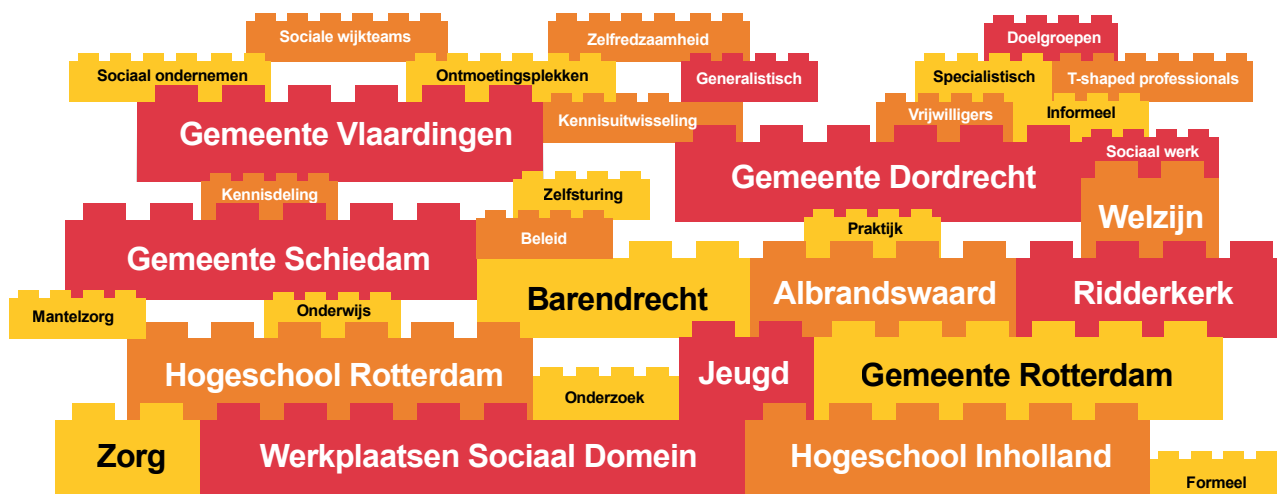 Sociale wijkteams
Zelfredzaamheid
Doelgroepen
Sociaal ondernemen
Ontmoetingsplekken
Generalistisch
Specialistisch
T-shaped professionals
Gemeente Vlaardingen
Kennisuitwisseling
Vrijwilligers
Informeel
Gemeente Dordrecht
Sociaal werk
Kennisdeling
Zelfsturing
Welzijn
Gemeente Schiedam
Beleid
Praktijk
Mantelzorg
Onderwijs
Barendrecht
Albrandswaard
Ridderkerk
Hogeschool Rotterdam
Onderzoek
Jeugd
Gemeente Rotterdam
Zorg
Werkplaatsen Sociaal Domein
Hogeschool Inholland
Formeel